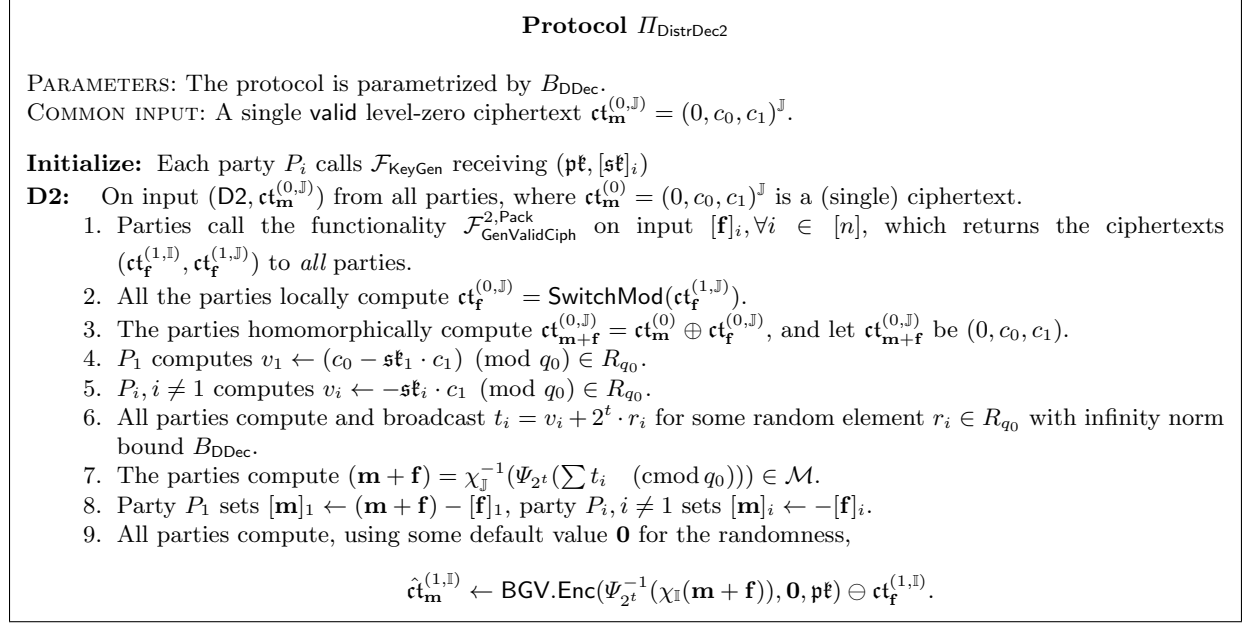 Protocol Π_DistrDec2
PARAMETERS: The protocol is parametrized by B_DDec.
COMMON INPUT: A single valid level-zero ciphertext 𝔠𝔱_𝐦^{(0,𝕁)} = (0, c_0, c_1)^𝕁.
Initialize: Each party P_i calls ℱ_KeyGen receiving (𝔭𝔨, [𝔰𝔨]_i)
D2: On input (D2, 𝔠𝔱_𝐦^{(0,𝕁)}) from all parties, where 𝔠𝔱_𝐦^{(0)} = (0, c_0, c_1)^𝕁 is a (single) ciphertext.
1. Parties call the functionality ℱ_GenValidCiph^{2,Pack} on input [𝐟]_i, ∀i ∈ [n], which returns the ciphertexts
(𝔠𝔱_𝐟^{(1,𝕀)}, 𝔠𝔱_𝐟^{(1,𝕁)}) to all parties.
2. All the parties locally compute 𝔠𝔱_𝐟^{(0,𝕁)} = SwitchMod(𝔠𝔱_𝐟^{(1,𝕁)}).
3. The parties homomorphically compute 𝔠𝔱_{𝐦+𝐟}^{(0,𝕁)} = 𝔠𝔱_𝐦^{(0)} ⊕ 𝔠𝔱_𝐟^{(0,𝕁)}, and let 𝔠𝔱_{𝐦+𝐟}^{(0,𝕁)} be (0, c_0, c_1).
4. P_1 computes v_1 ← (c_0 − 𝔰𝔨_1 · c_1) (mod q_0) ∈ R_{q_0}.
5. P_i, i ≠ 1 computes v_i ← −𝔰𝔨_i · c_1 (mod q_0) ∈ R_{q_0}.
6. All parties compute and broadcast t_i = v_i + 2^t · r_i for some random element r_i ∈ R_{q_0} with infinity norm
bound B_DDec.
7. The parties compute (𝐦 + 𝐟) = χ_𝕁^{-1}(Ψ_{2^t}(∑ t_i (cmod q_0))) ∈ ℳ.
8. Party P_1 sets [𝐦]_1 ← (𝐦 + 𝐟) − [𝐟]_1, party P_i, i ≠ 1 sets [𝐦]_i ← −[𝐟]_i.
9. All parties compute, using some default value 𝟎 for the randomness,
𝔠𝔱̂_𝐦^{(1,𝕀)} ← BGV.Enc(Ψ_{2^t}^{-1}(χ_𝕀(𝐦 + 𝐟)), 𝟎, 𝔭𝔨) ⊖ 𝔠𝔱_𝐟^{(1,𝕀)}.